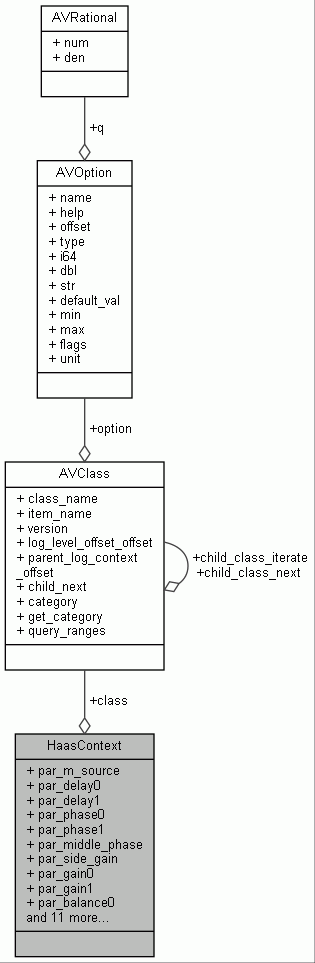 AVRational
+ num
+ den
+q
AVOption
+ name
+ help
+ offset
+ type
+ i64
+ dbl
+ str
+ default_val
+ min
+ max
+ flags
+ unit
+option
AVClass
+ class_name
+ item_name
+ version
+ log_level_offset_offset
+ parent_log_context
_offset
+ child_next
+ category
+ get_category
+ query_ranges
+child_class_iterate
+child_class_next
+class
HaasContext
+ par_m_source
+ par_delay0
+ par_delay1
+ par_phase0
+ par_phase1
+ par_middle_phase
+ par_side_gain
+ par_gain0
+ par_gain1
+ par_balance0
and 11 more...